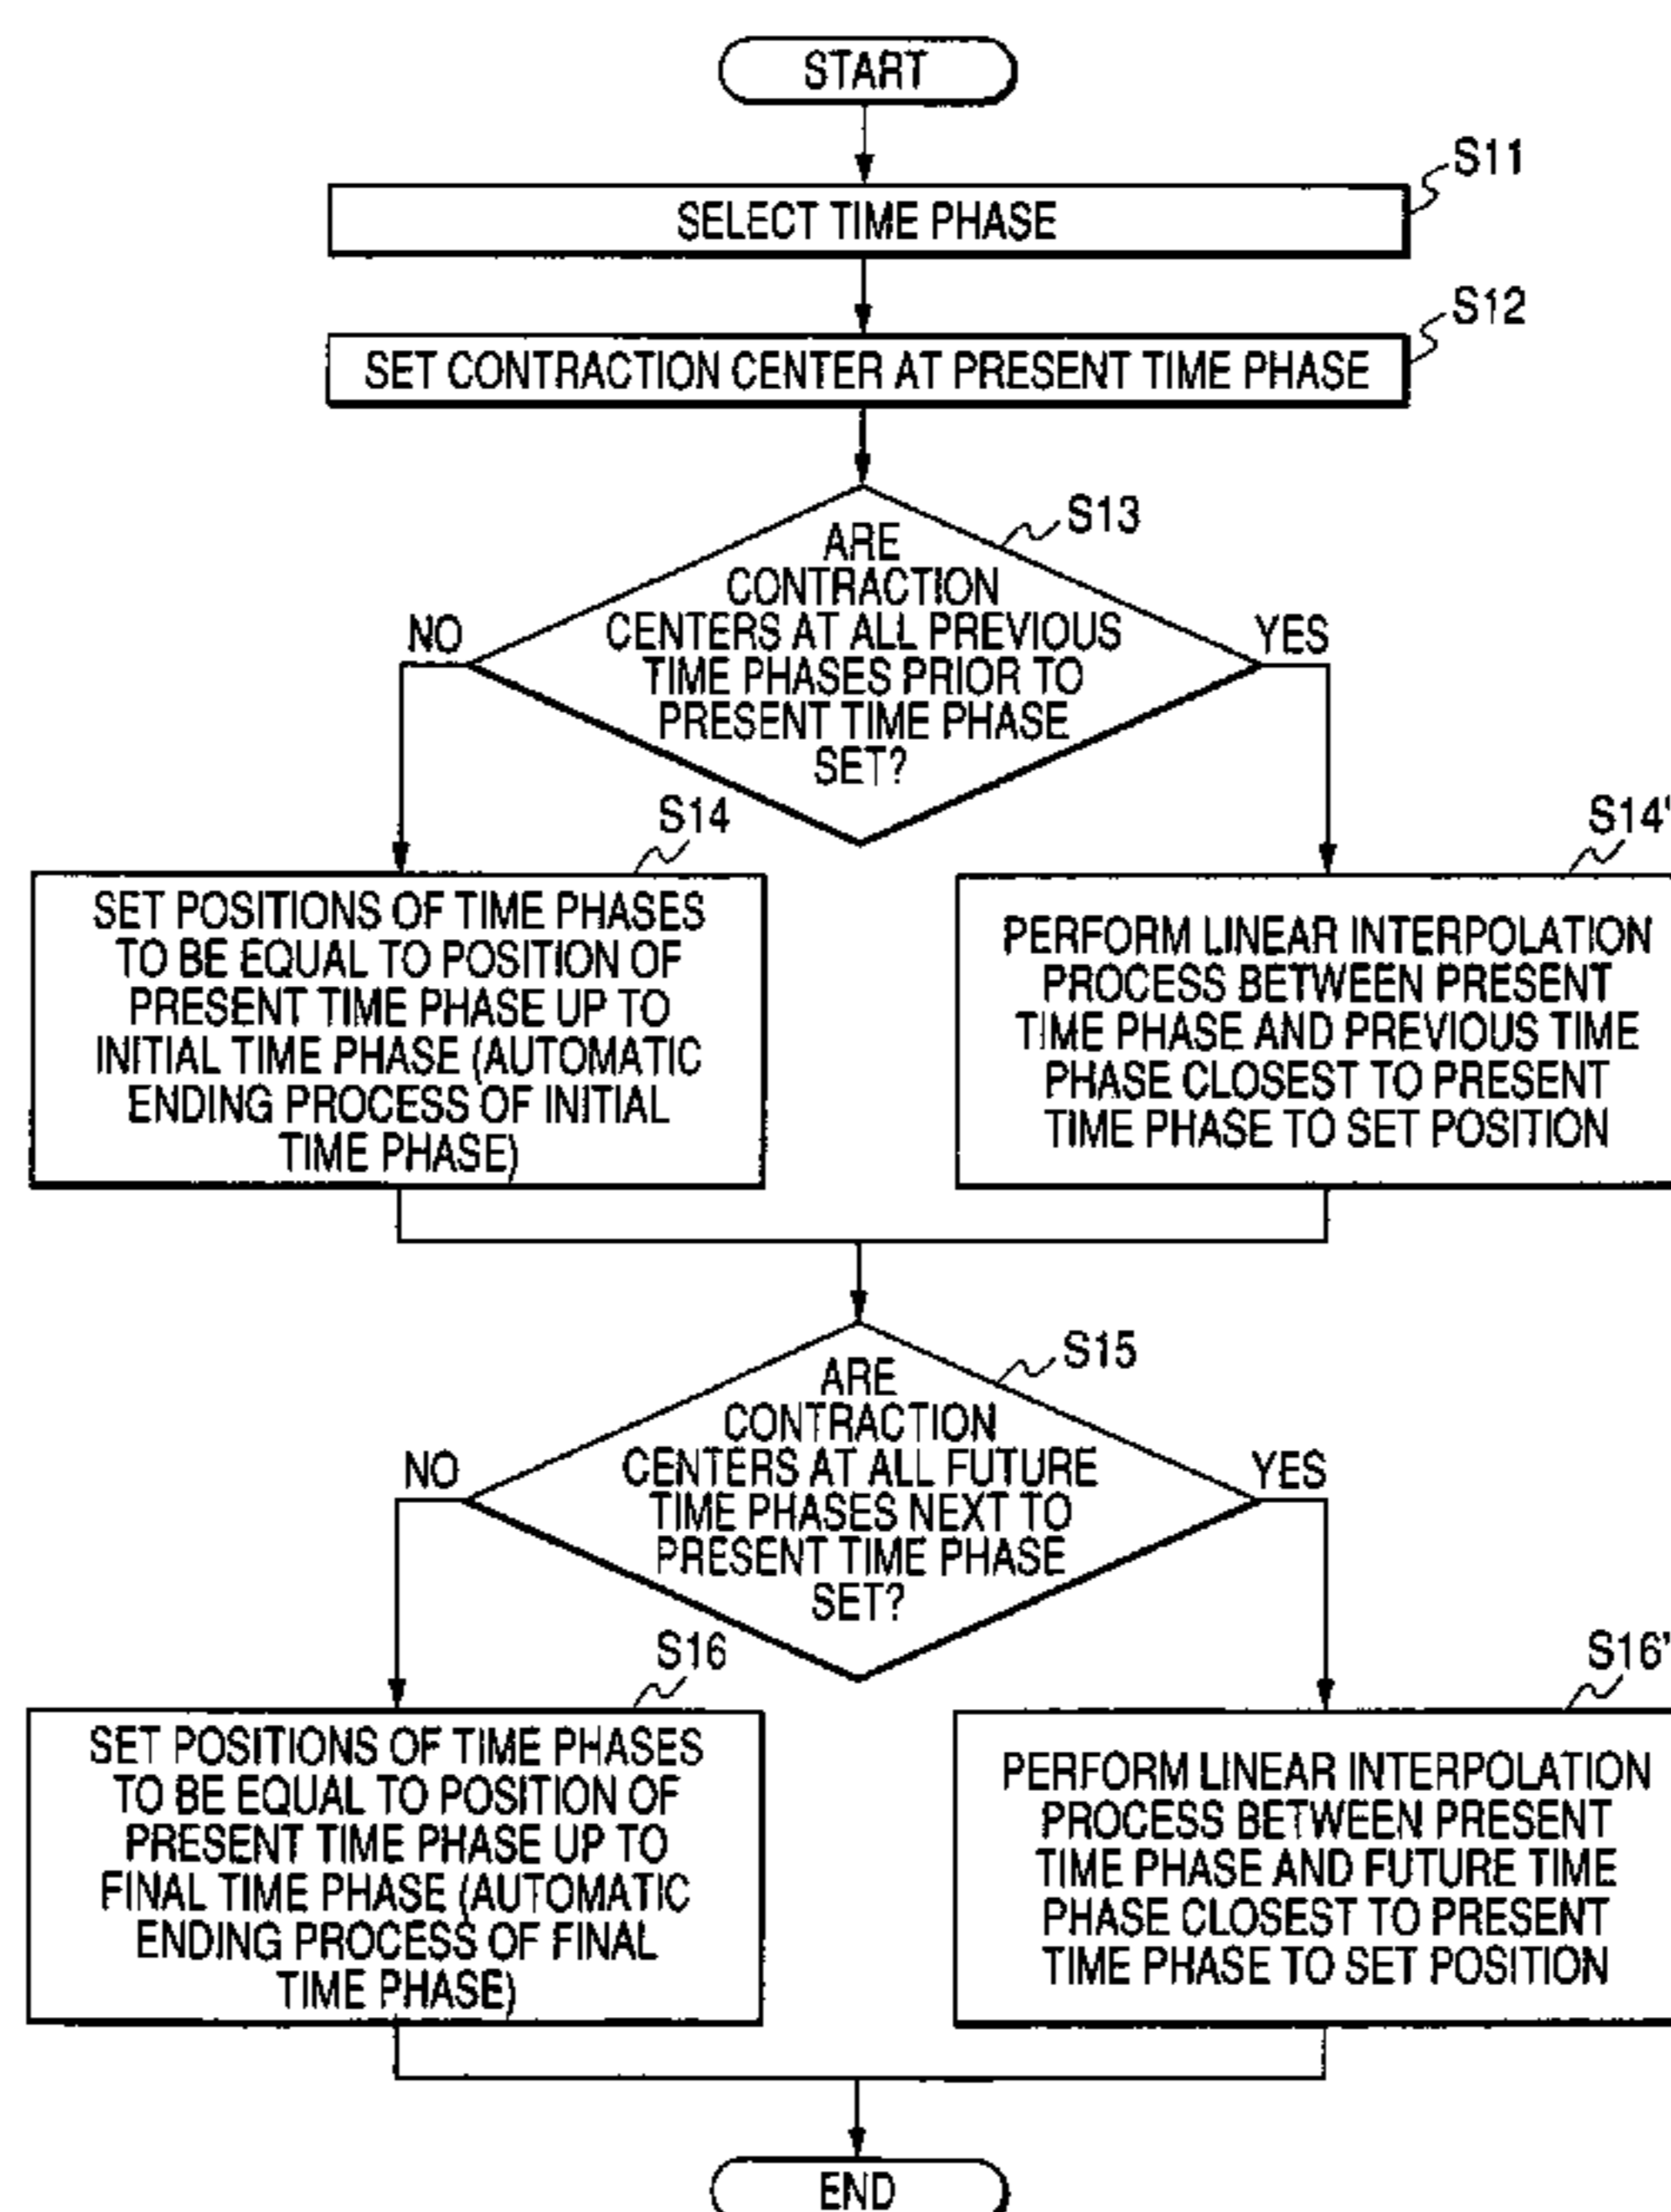 START
S11
SELECT TIME PHASE
S12
SET CONTRACTION CENTER AT PRESENT TIME PHASE
S13
ARE
CONTRACTION
CENTERS AT ALL PREVIOUS
TIME PHASES PRIOR TO
PRESENT TIME PHASE
SET?
NO
YES
S14
SET POSITIONS OF TIME PHASES
TO BE EQUAL TO POSITION OF
PRESENT TIME PHASE UP TO
INITIAL TIME PHASE (AUTOMATIC
ENDING PROCESS OF INITIAL
TIME PHASE)
S14'
PERFORM LINEAR INTERPOLATION
PROCESS BETWEEN PRESENT
TIME PHASE AND PREVIOUS TIME
PHASE CLOSEST TO PRESENT
TIME PHASE TO SET POSITION
S15
ARE
CONTRACTION
CENTERS AT ALL FUTURE
TIME PHASES NEXT TO
PRESENT TIME PHASE
SET?
NO
YES
S16
SET POSITIONS OF TIME PHASES
TO BE EQUAL TO POSITION OF
PRESENT TIME PHASE UP TO
FINAL TIME PHASE (AUTOMATIC
ENDING PROCESS OF FINAL
TIME PHASE)
S16'
PERFORM LINEAR INTERPOLATION
PROCESS BETWEEN PRESENT
TIME PHASE AND FUTURE TIME
PHASE CLOSEST TO PRESENT
TIME PHASE TO SET POSITION
END